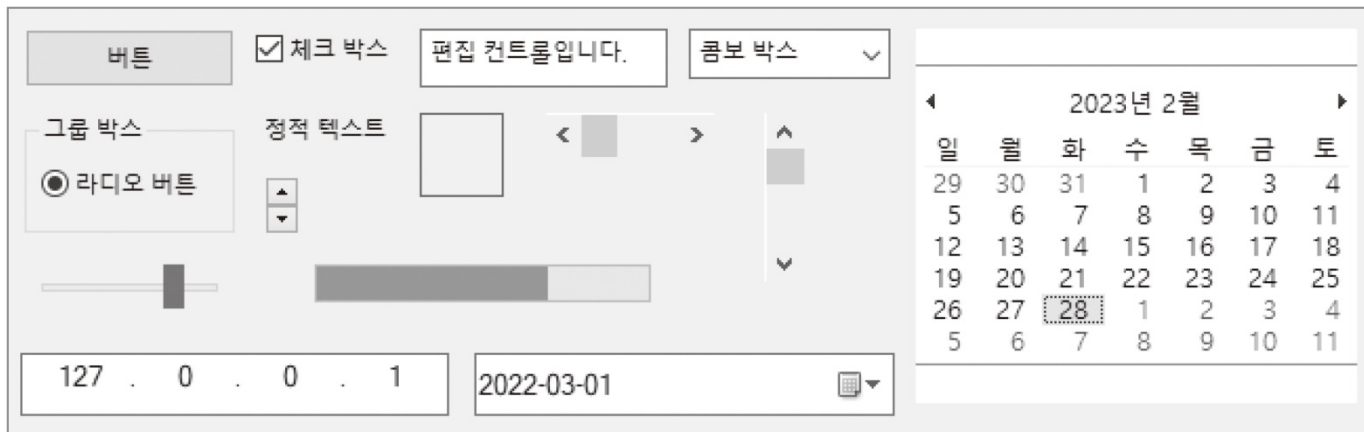 버튼
체크 박스
편집 컨트롤입니다.
콤보 박스
그룹 박스
라디오 버튼
정적 텍스트
127 . 0 . 0 . 1
2022-03-01
2023년 2월
일 월 화 수 목 금 토
29 30 31 1 2 3 4
5 6 7 8 9 10 11
12 13 14 15 16 17 18
19 20 21 22 23 24 25
26 27 28 1 2 3 4
5 6 7 8 9 10 11